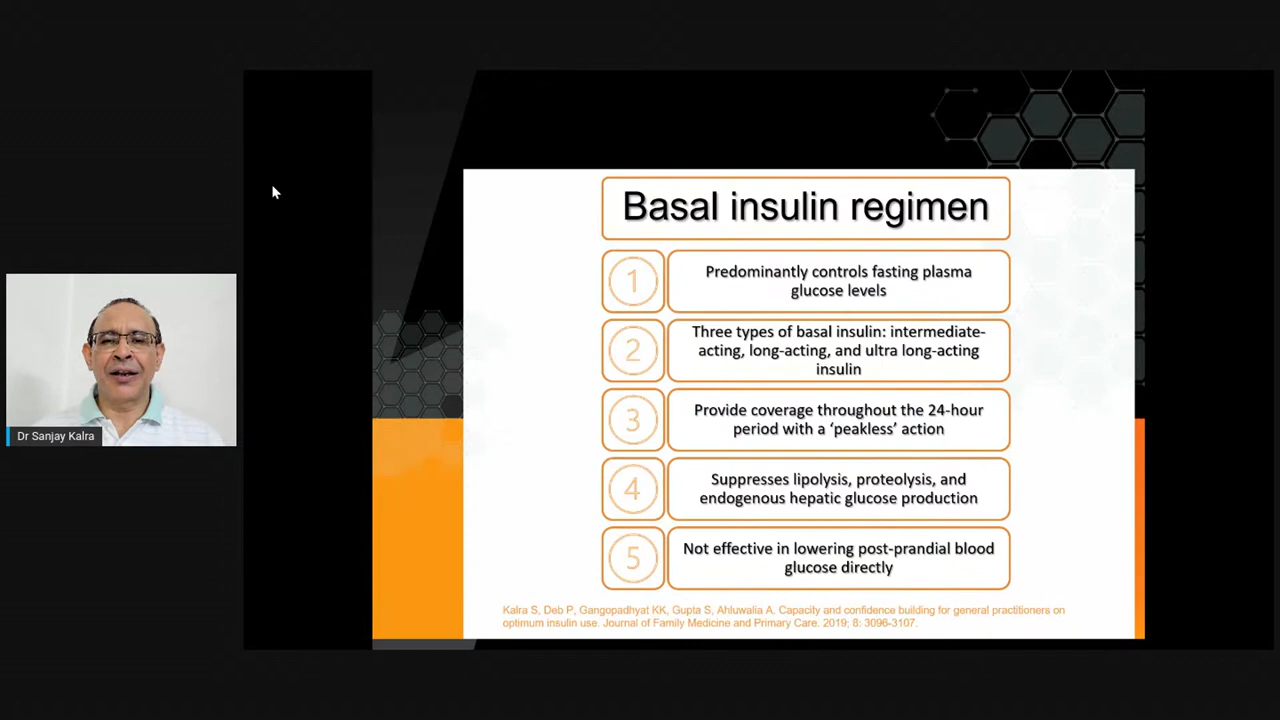 Basal insulin regimen
1
Predominantly controls fasting plasma
glucose levels
2
Three types of basal insulin: intermediate-
acting, long-acting, and ultra long-acting
insulin
3
Provide coverage throughout the 24-hour
period with a ‘peakless’ action
4
Suppresses lipolysis, proteolysis, and
endogenous hepatic glucose production
5
Not effective in lowering post-prandial blood
glucose directly
Kalra S, Deb P, Gangopadhyat KK, Gupta S, Ahluwalia A. Capacity and confidence building for general practitioners on
optimum insulin use. Journal of Family Medicine and Primary Care. 2019; 8: 3096-3107.
Dr Sanjay Kalra